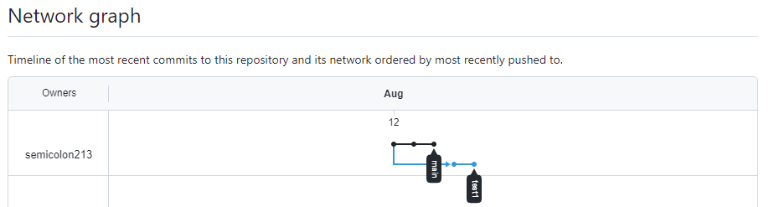 Network graph
Timeline of the most recent commits to this repository and its network ordered by most recently pushed to.
Owners
Aug
12
semicolon213
main
test1